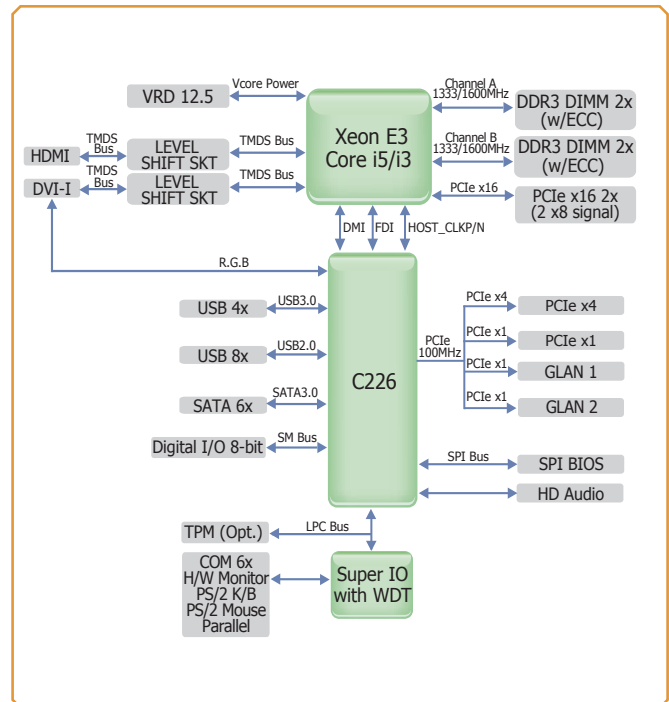 Vcore Power
VRD 12.5
Channel A
1333/1600MHz
DDR3 DIMM 2x
(w/ECC)
Xeon E3
Core i5/i3
TMDS
Bus
HDMI
LEVEL
SHIFT SKT
TMDS Bus
Channel B
1333/1600MHz
DDR3 DIMM 2x
(w/ECC)
TMDS
Bus
DVI-I
LEVEL
SHIFT SKT
TMDS Bus
PCIe x16
PCIe x16 2x
(2 x8 signal)
DMI
FDI
HOST_CLKP/N
R.G.B
USB 4x
USB3.0
USB 8x
USB2.0
SATA 6x
SATA3.0
Digital I/O 8-bit
SM Bus
C226
PCIe
100MHz
PCIe x4
PCIe x4
PCIe x1
PCIe x1
PCIe x1
GLAN 1
PCIe x1
GLAN 2
SPI Bus
SPI BIOS
HD Audio
TPM (Opt.)
LPC Bus
COM 6x
H/W Monitor
PS/2 K/B
PS/2 Mouse
Parallel
Super IO
with WDT